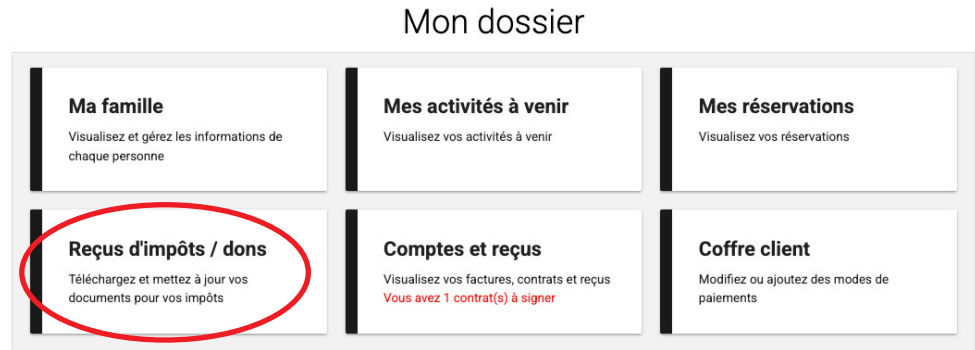 Mon dossier
Ma famille
Visualisez et gérez les informations de
chaque personne
Mes activités à venir
Visualisez vos activités à venir
Mes réservations
Visualisez vos réservations
Reçus d'impôts / dons
Téléchargez et mettez à jour vos
documents pour vos impôts
Comptes et reçus
Visualisez vos factures, contrats et reçus
Vous avez 1 contrat(s) à signer
Coffre client
Modifiez ou ajoutez des modes de
paiements